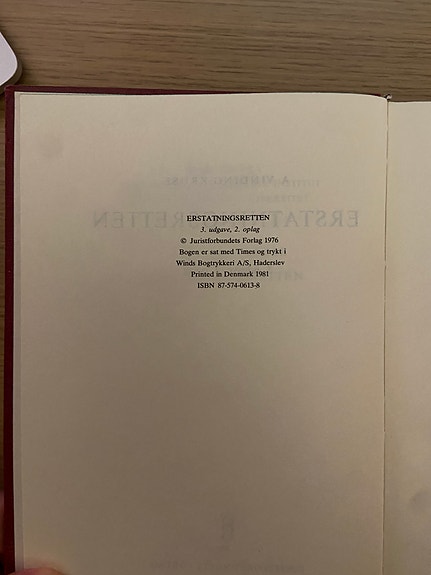 ERSTATNINGSRETTEN
3. udgave, 2. oplag
© Juristforbundets Forlag 1976
Bogen er sat med Times og trykt i
Winds Bogtrykkeri A/S, Haderslev
Printed in Denmark 1981
ISBN 87-574-0613-8